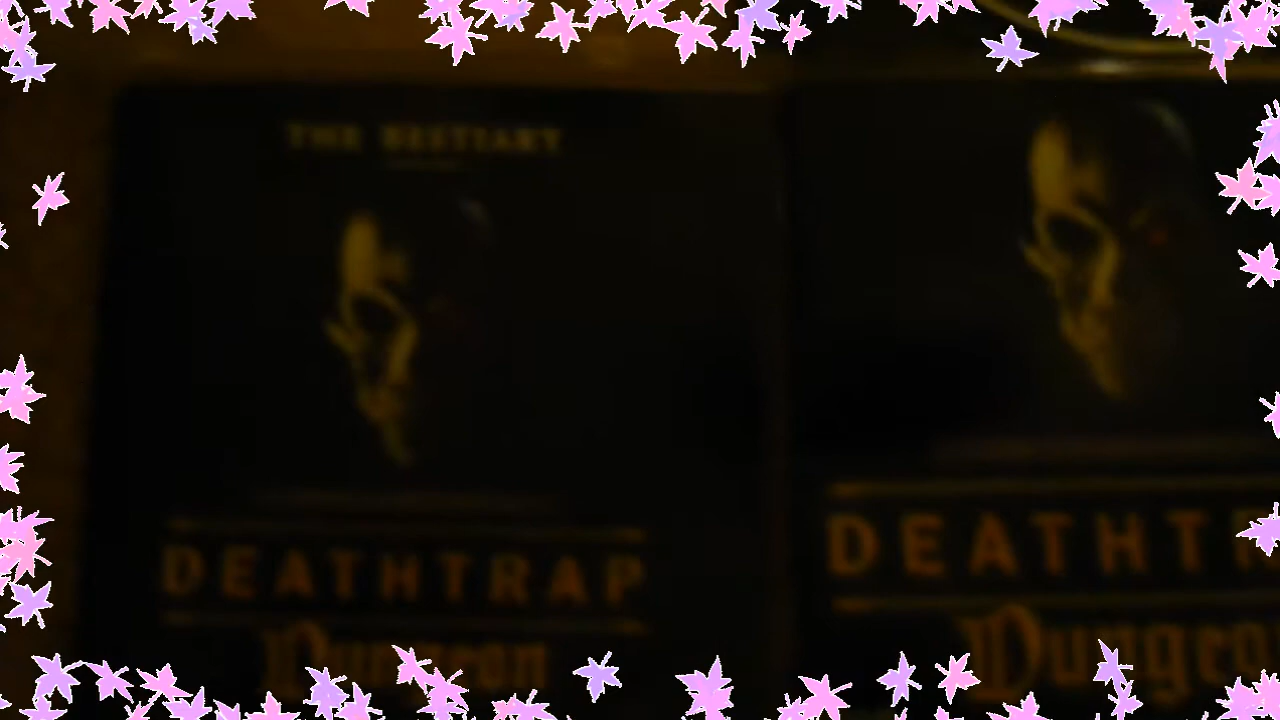 THE BESTIARY
DEATHTRAP
Dungeon
DEATHTR
Dungeo